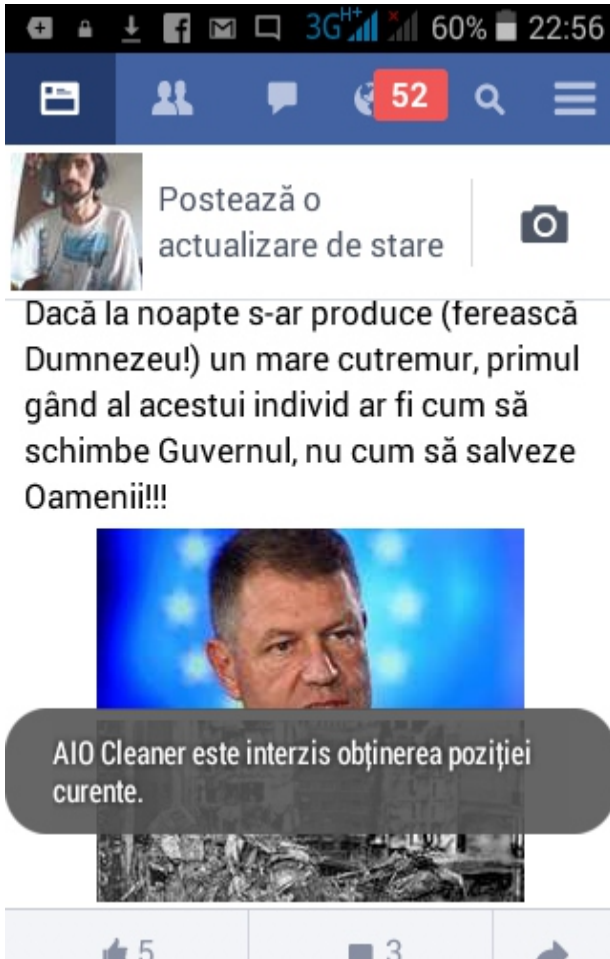 3G H+ 60% 22:56
52
Postează o
actualizare de stare
Dacă la noapte s-ar produce (ferească
Dumnezeu!) un mare cutremur, primul
gând al acestui individ ar fi cum să
schimbe Guvernul, nu cum să salveze
Oamenii!!!
AIO Cleaner este interzis obținerea poziției
curente.
5 3